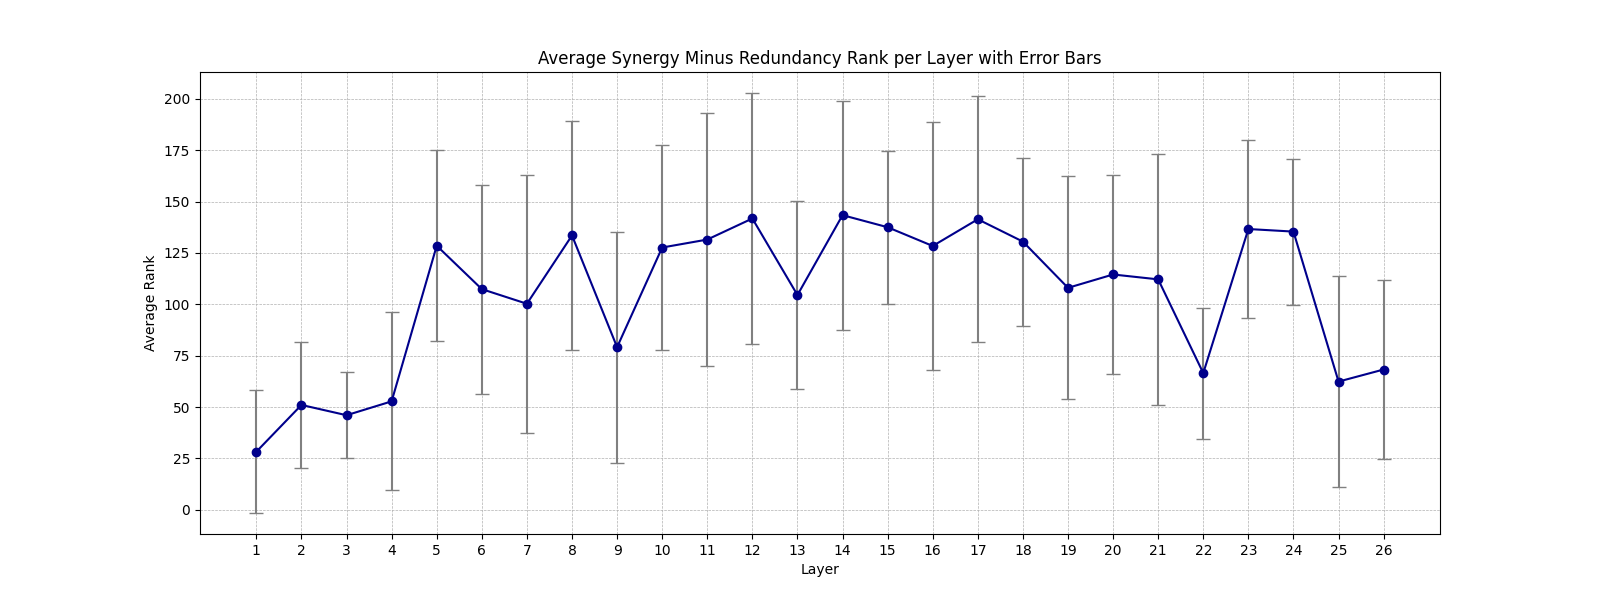 Average Synergy Minus Redundancy Rank per Layer with Error Bars
Average Rank
200
175
150
125
100
75
50
25
0
1 2 3 4 5 6 7 8 9 10 11 12 13 14 15 16 17 18 19 20 21 22 23 24 25 26
Layer